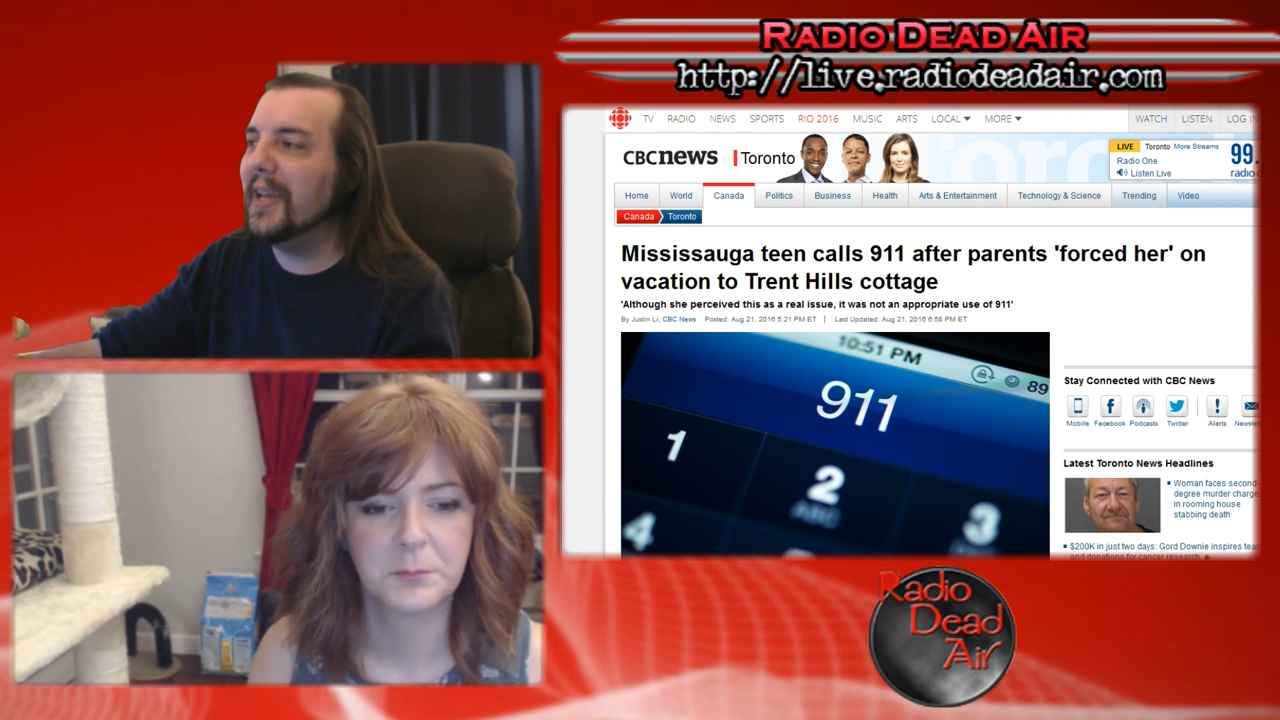 Radio Dead Air
http://live.radiodeadair.com
TV RADIO NEWS SPORTS RIO 2016 MUSIC ARTS LOCAL MORE WATCH LISTEN LOG IN
CBCnews Toronto
LIVE Toronto More Streams
Radio One
Listen Live
99.
radio
Home World Canada Politics Business Health Arts & Entertainment Technology & Science Trending Video
Canada Toronto
Mississauga teen calls 911 after parents 'forced her' on
vacation to Trent Hills cottage
'Although she perceived this as a real issue, it was not an appropriate use of 911'
By Justin Li, CBC News Posted: Aug 21, 2016 5:21 PM ET | Last Updated: Aug 21, 2016 6:58 PM ET
10:51 PM
89
911
1
2
ABC
3
4
Stay Connected with CBC News
Mobile Facebook Podcasts Twitter Alerts
Latest Toronto News Headlines
Woman faces second-
degree murder charge
in rooming house
stabbing death
$200K in just two days: Gord Downie inspires
and donations for cancer research
Radio
Dead
Air